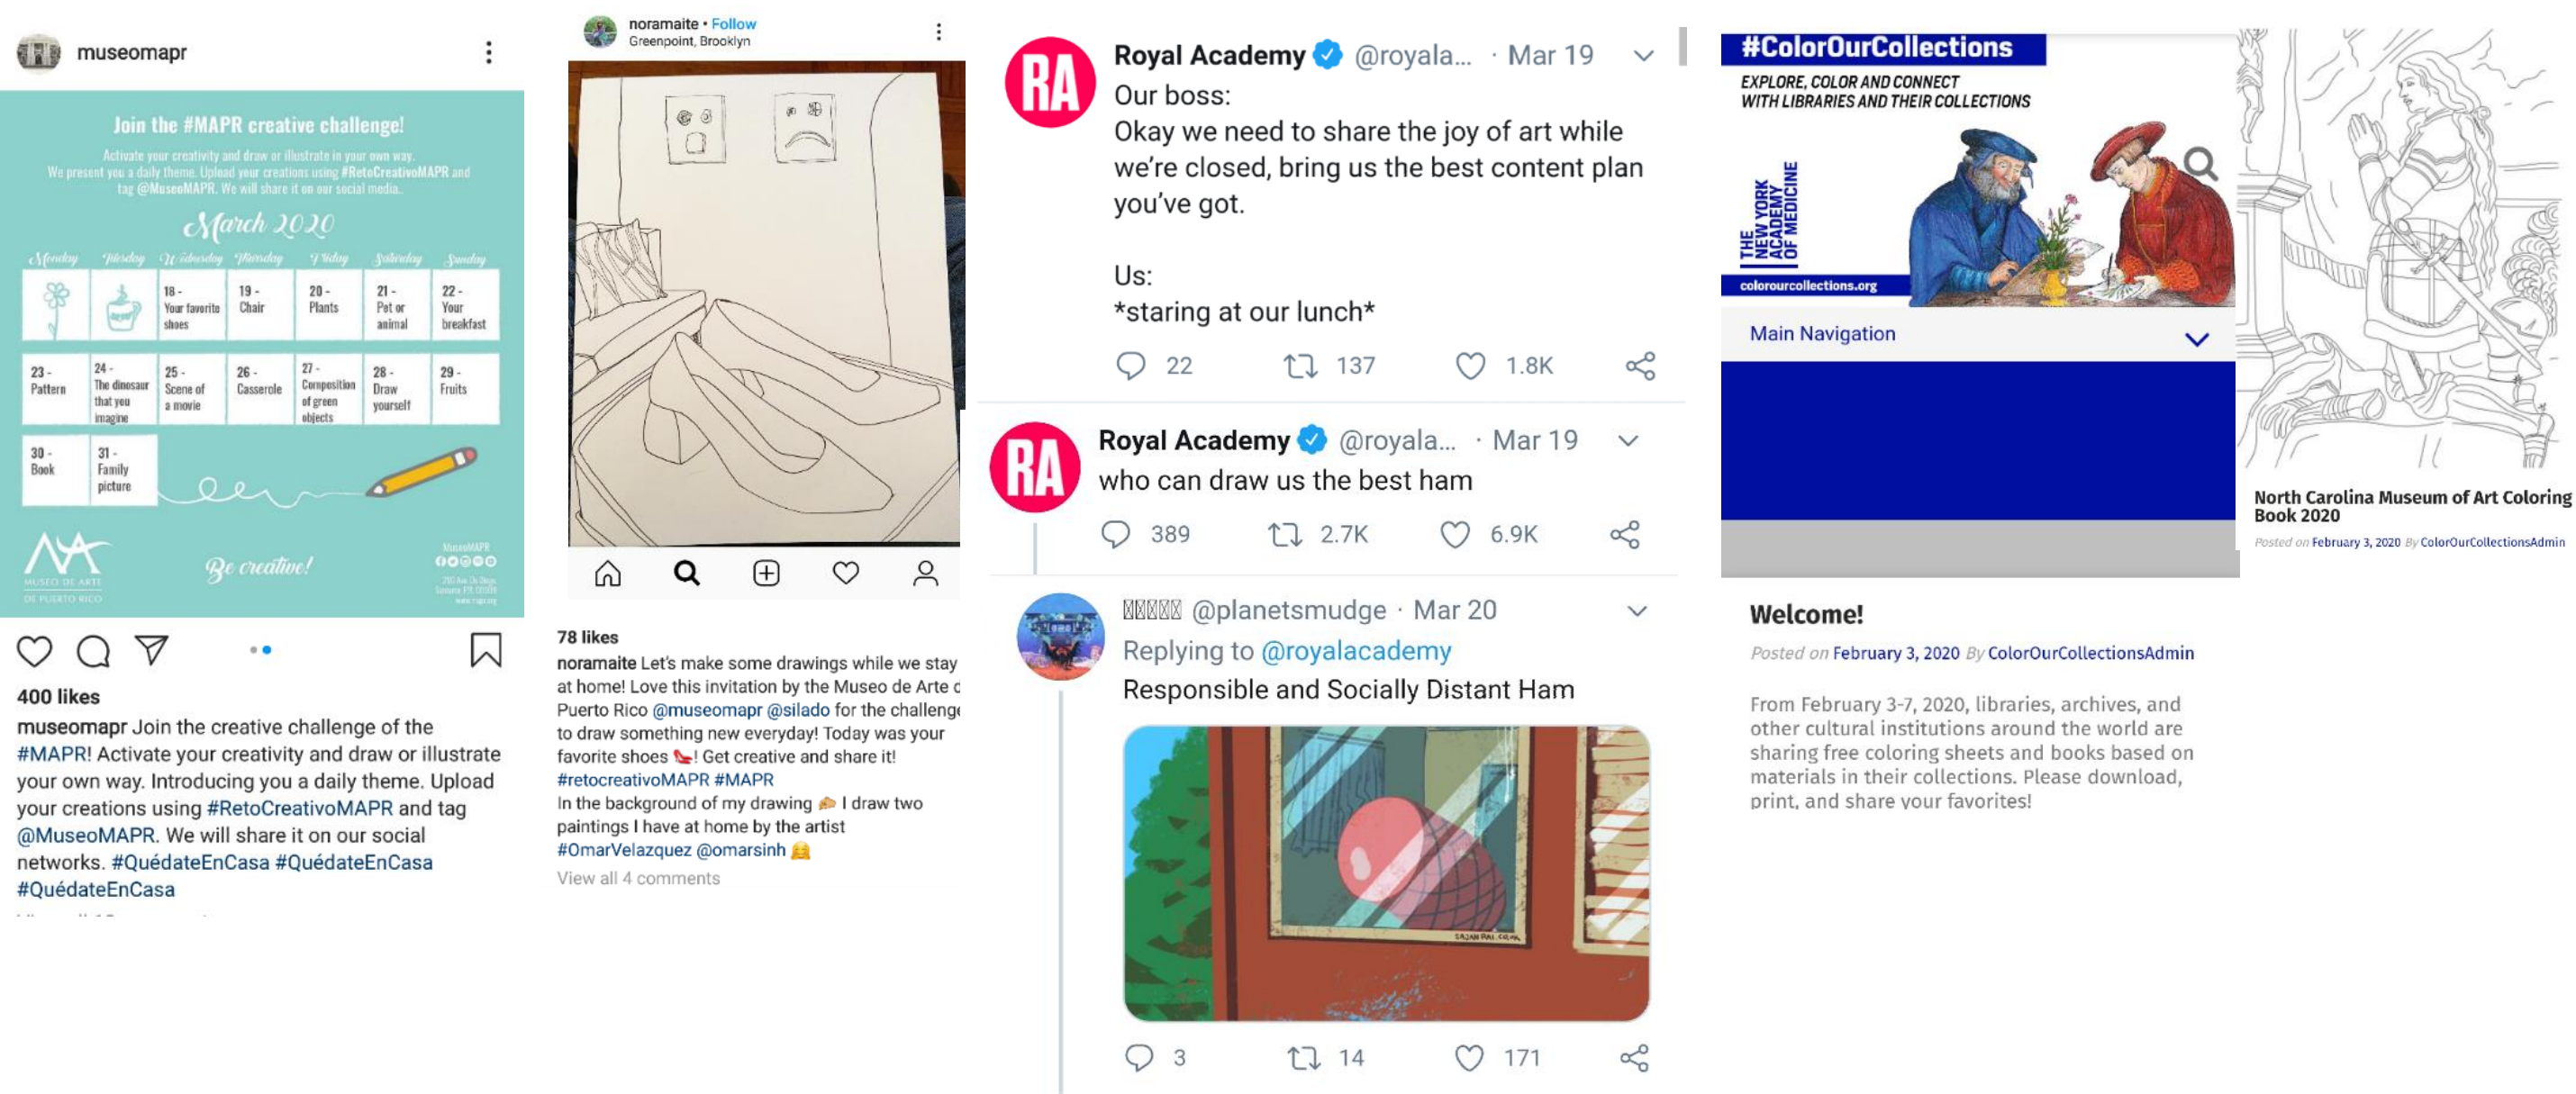 museomapr
Join the #MAPR creative challenge!
Activate your creativity and draw or illustrate in your own way.
We present you a daily theme. Upload your creations using #RetoCreativoMAPR and
tag @MuseoMAPR. We will share it on our social media..
March 2020
Monday Tuesday Wednesday Thursday Friday Saturday Sunday
18 -
Your favorite
shoes
19 -
Chair
20 -
Plants
21 -
Pet or
animal
22 -
Your
breakfast
23 -
Pattern
24 -
The dinosaur
that you
imagine
25 -
Scene of
a movie
26 -
Casserole
27 -
Composition
of green
objects
28 -
Draw
yourself
29 -
Fruits
30 -
Book
31 -
Family
picture
MUSEO DE ARTE
DE PUERTO RICO
Be creative!
MuseoMAPR
400 likes
museomapr Join the creative challenge of the
#MAPR! Activate your creativity and draw or illustrate
your own way. Introducing you a daily theme. Upload
your creations using #RetoCreativoMAPR and tag
@MuseoMAPR. We will share it on our social
networks. #QuédateEnCasa #QuédateEnCasa
#QuédateEnCasa
noramaite • Follow
Greenpoint, Brooklyn
78 likes
noramaite Let's make some drawings while we stay
at home! Love this invitation by the Museo de Arte
Puerto Rico @museomapr @silado for the challenge
to draw something new everyday! Today was your
favorite shoes 👠! Get creative and share it!
#retocreativoMAPR #MAPR
In the background of my drawing ✍🏼 I draw two
paintings I have at home by the artist
#OmarVelazquez @omarsinh 🤗
View all 4 comments
Royal Academy @royala... · Mar 19
Our boss:
Okay we need to share the joy of art while
we're closed, bring us the best content plan
you've got.
Us:
*staring at our lunch*
22 137 1.8K
RA
Royal Academy @royala... · Mar 19
who can draw us the best ham
389 2.7K 6.9K
RA
@planetsmudge · Mar 20
Replying to @royalacademy
Responsible and Socially Distant Ham
3 14 171
#ColorOurCollections
EXPLORE, COLOR AND CONNECT
WITH LIBRARIES AND THEIR COLLECTIONS
THE
NEW YORK
ACADEMY
OF MEDICINE
colorourcollections.org
Main Navigation
Welcome!
Posted on February 3, 2020 By ColorOurCollectionsAdmin
From February 3-7, 2020, libraries, archives, and
other cultural institutions around the world are
sharing free coloring sheets and books based on
materials in their collections. Please download,
print, and share your favorites!
North Carolina Museum of Art Coloring
Book 2020
Posted on February 3, 2020 By ColorOurCollectionsAdmin